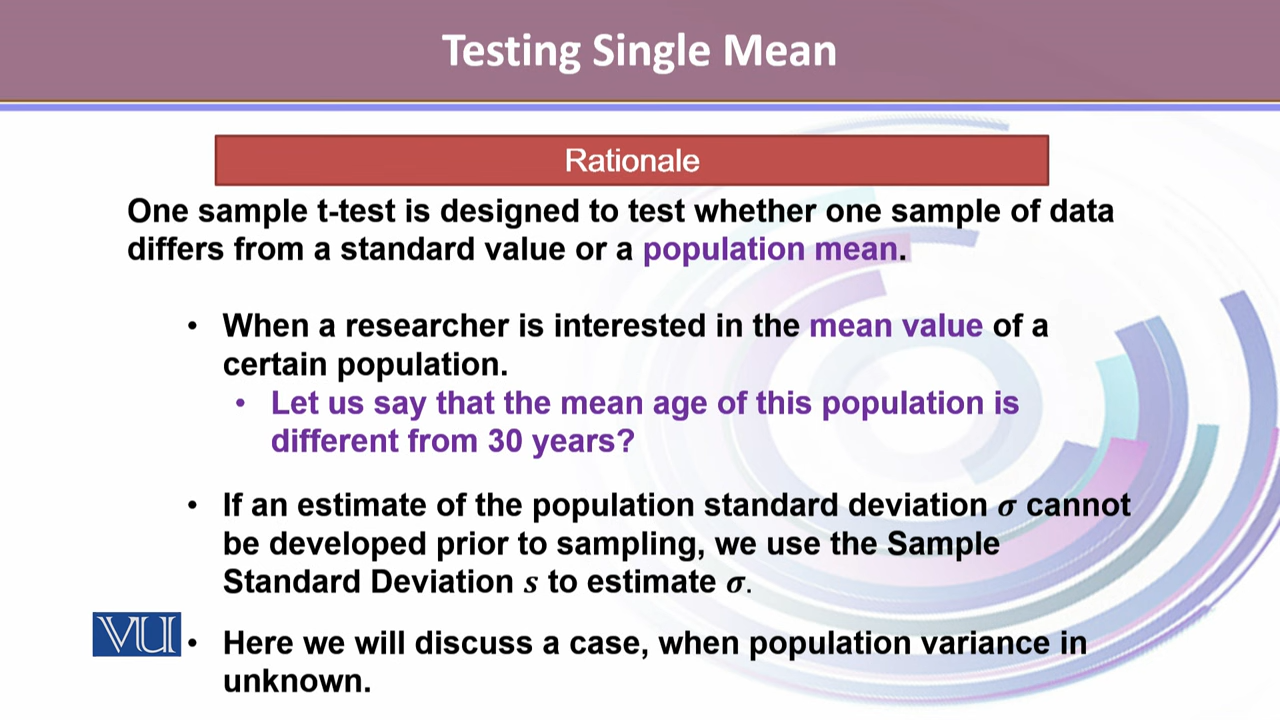 Testing Single Mean
Rationale
One sample t-test is designed to test whether one sample of data
differs from a standard value or a population mean.
• When a researcher is interested in the mean value of a
certain population.
• Let us say that the mean age of this population is
different from 30 years?
• If an estimate of the population standard deviation σ cannot
be developed prior to sampling, we use the Sample
Standard Deviation s to estimate σ.
VU
• Here we will discuss a case, when population variance in
unknown.